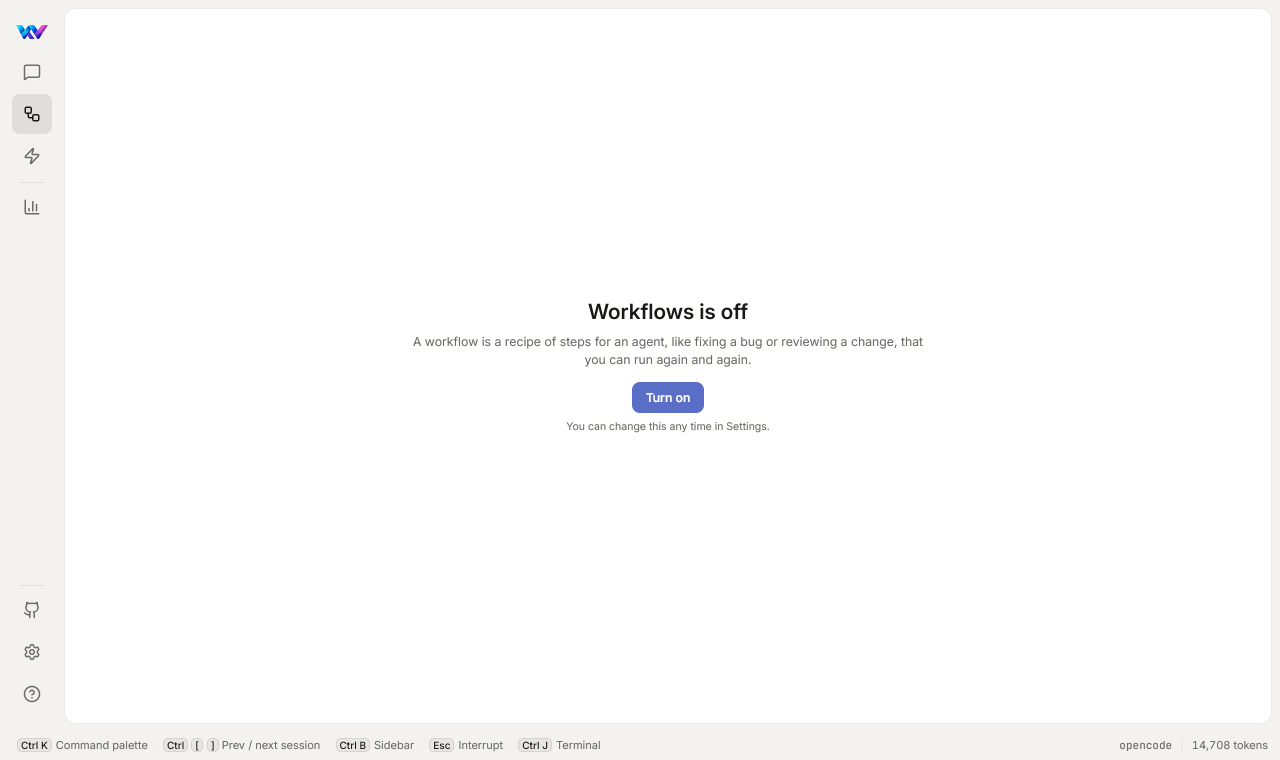 Workflows is off
A workflow is a recipe of steps for an agent, like fixing a bug or reviewing a change, that
you can run again and again.
Turn on
You can change this any time in Settings.
Ctrl K Command palette Ctrl [ ] Prev / next session Ctrl B Sidebar Esc Interrupt Ctrl J Terminal opencode 14,708 tokens